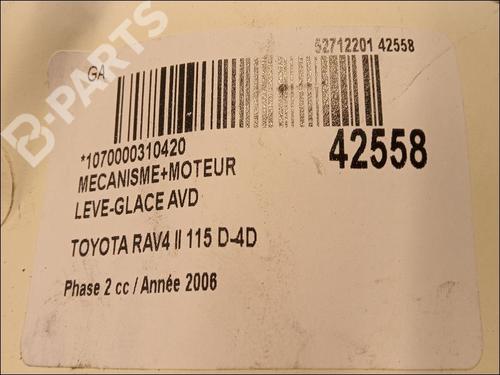 52712201 42558
GA
B-PARTS
*1070000310420
42558
MECANISME+MOTEUR
LEVE-GLACE AVD
TOYOTA RAV4 II 115 D-4D
Phase 2 cc / Année 2006